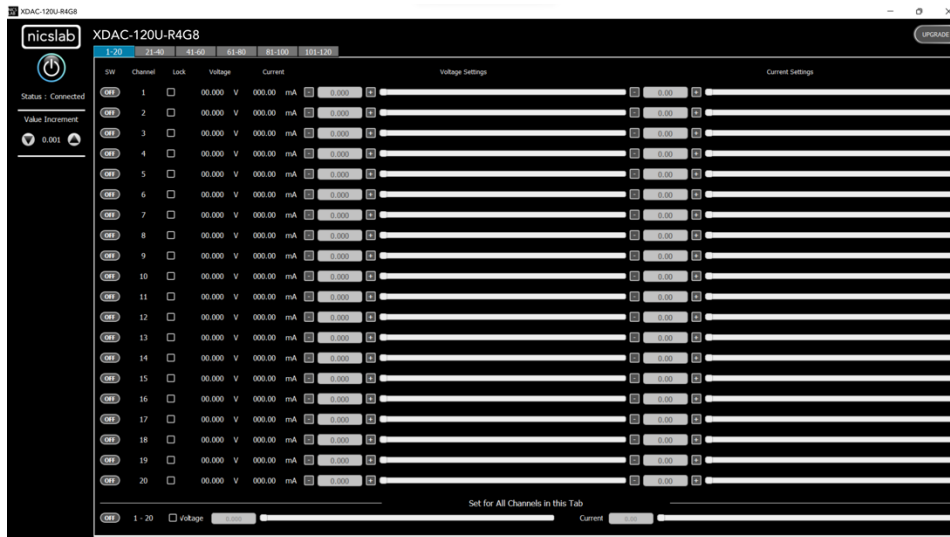 XDAC-120U-R4G8
nicslab XDAC-120U-R4G8 UPGRADE
1-20 21-40 41-60 61-80 81-100 101-120
Status : Connected
Value Increment
0.001
SW Channel Lock Voltage Current Voltage Settings Current Settings
OFF 1 00.000 V 000.00 mA - 0.000 + - 0.00 +
OFF 2 00.000 V 000.00 mA - 0.000 + - 0.00 +
OFF 3 00.000 V 000.00 mA - 0.000 + - 0.00 +
OFF 4 00.000 V 000.00 mA - 0.000 + - 0.00 +
OFF 5 00.000 V 000.00 mA - 0.000 + - 0.00 +
OFF 6 00.000 V 000.00 mA - 0.000 + - 0.00 +
OFF 7 00.000 V 000.00 mA - 0.000 + - 0.00 +
OFF 8 00.000 V 000.00 mA - 0.000 + - 0.00 +
OFF 9 00.000 V 000.00 mA - 0.000 + - 0.00 +
OFF 10 00.000 V 000.00 mA - 0.000 + - 0.00 +
OFF 11 00.000 V 000.00 mA - 0.000 + - 0.00 +
OFF 12 00.000 V 000.00 mA - 0.000 + - 0.00 +
OFF 13 00.000 V 000.00 mA - 0.000 + - 0.00 +
OFF 14 00.000 V 000.00 mA - 0.000 + - 0.00 +
OFF 15 00.000 V 000.00 mA - 0.000 + - 0.00 +
OFF 16 00.000 V 000.00 mA - 0.000 + - 0.00 +
OFF 17 00.000 V 000.00 mA - 0.000 + - 0.00 +
OFF 18 00.000 V 000.00 mA - 0.000 + - 0.00 +
OFF 19 00.000 V 000.00 mA - 0.000 + - 0.00 +
OFF 20 00.000 V 000.00 mA - 0.000 + - 0.00 +
Set for All Channels in this Tab
OFF 1 - 20 Voltage 0.000 Current 0.00